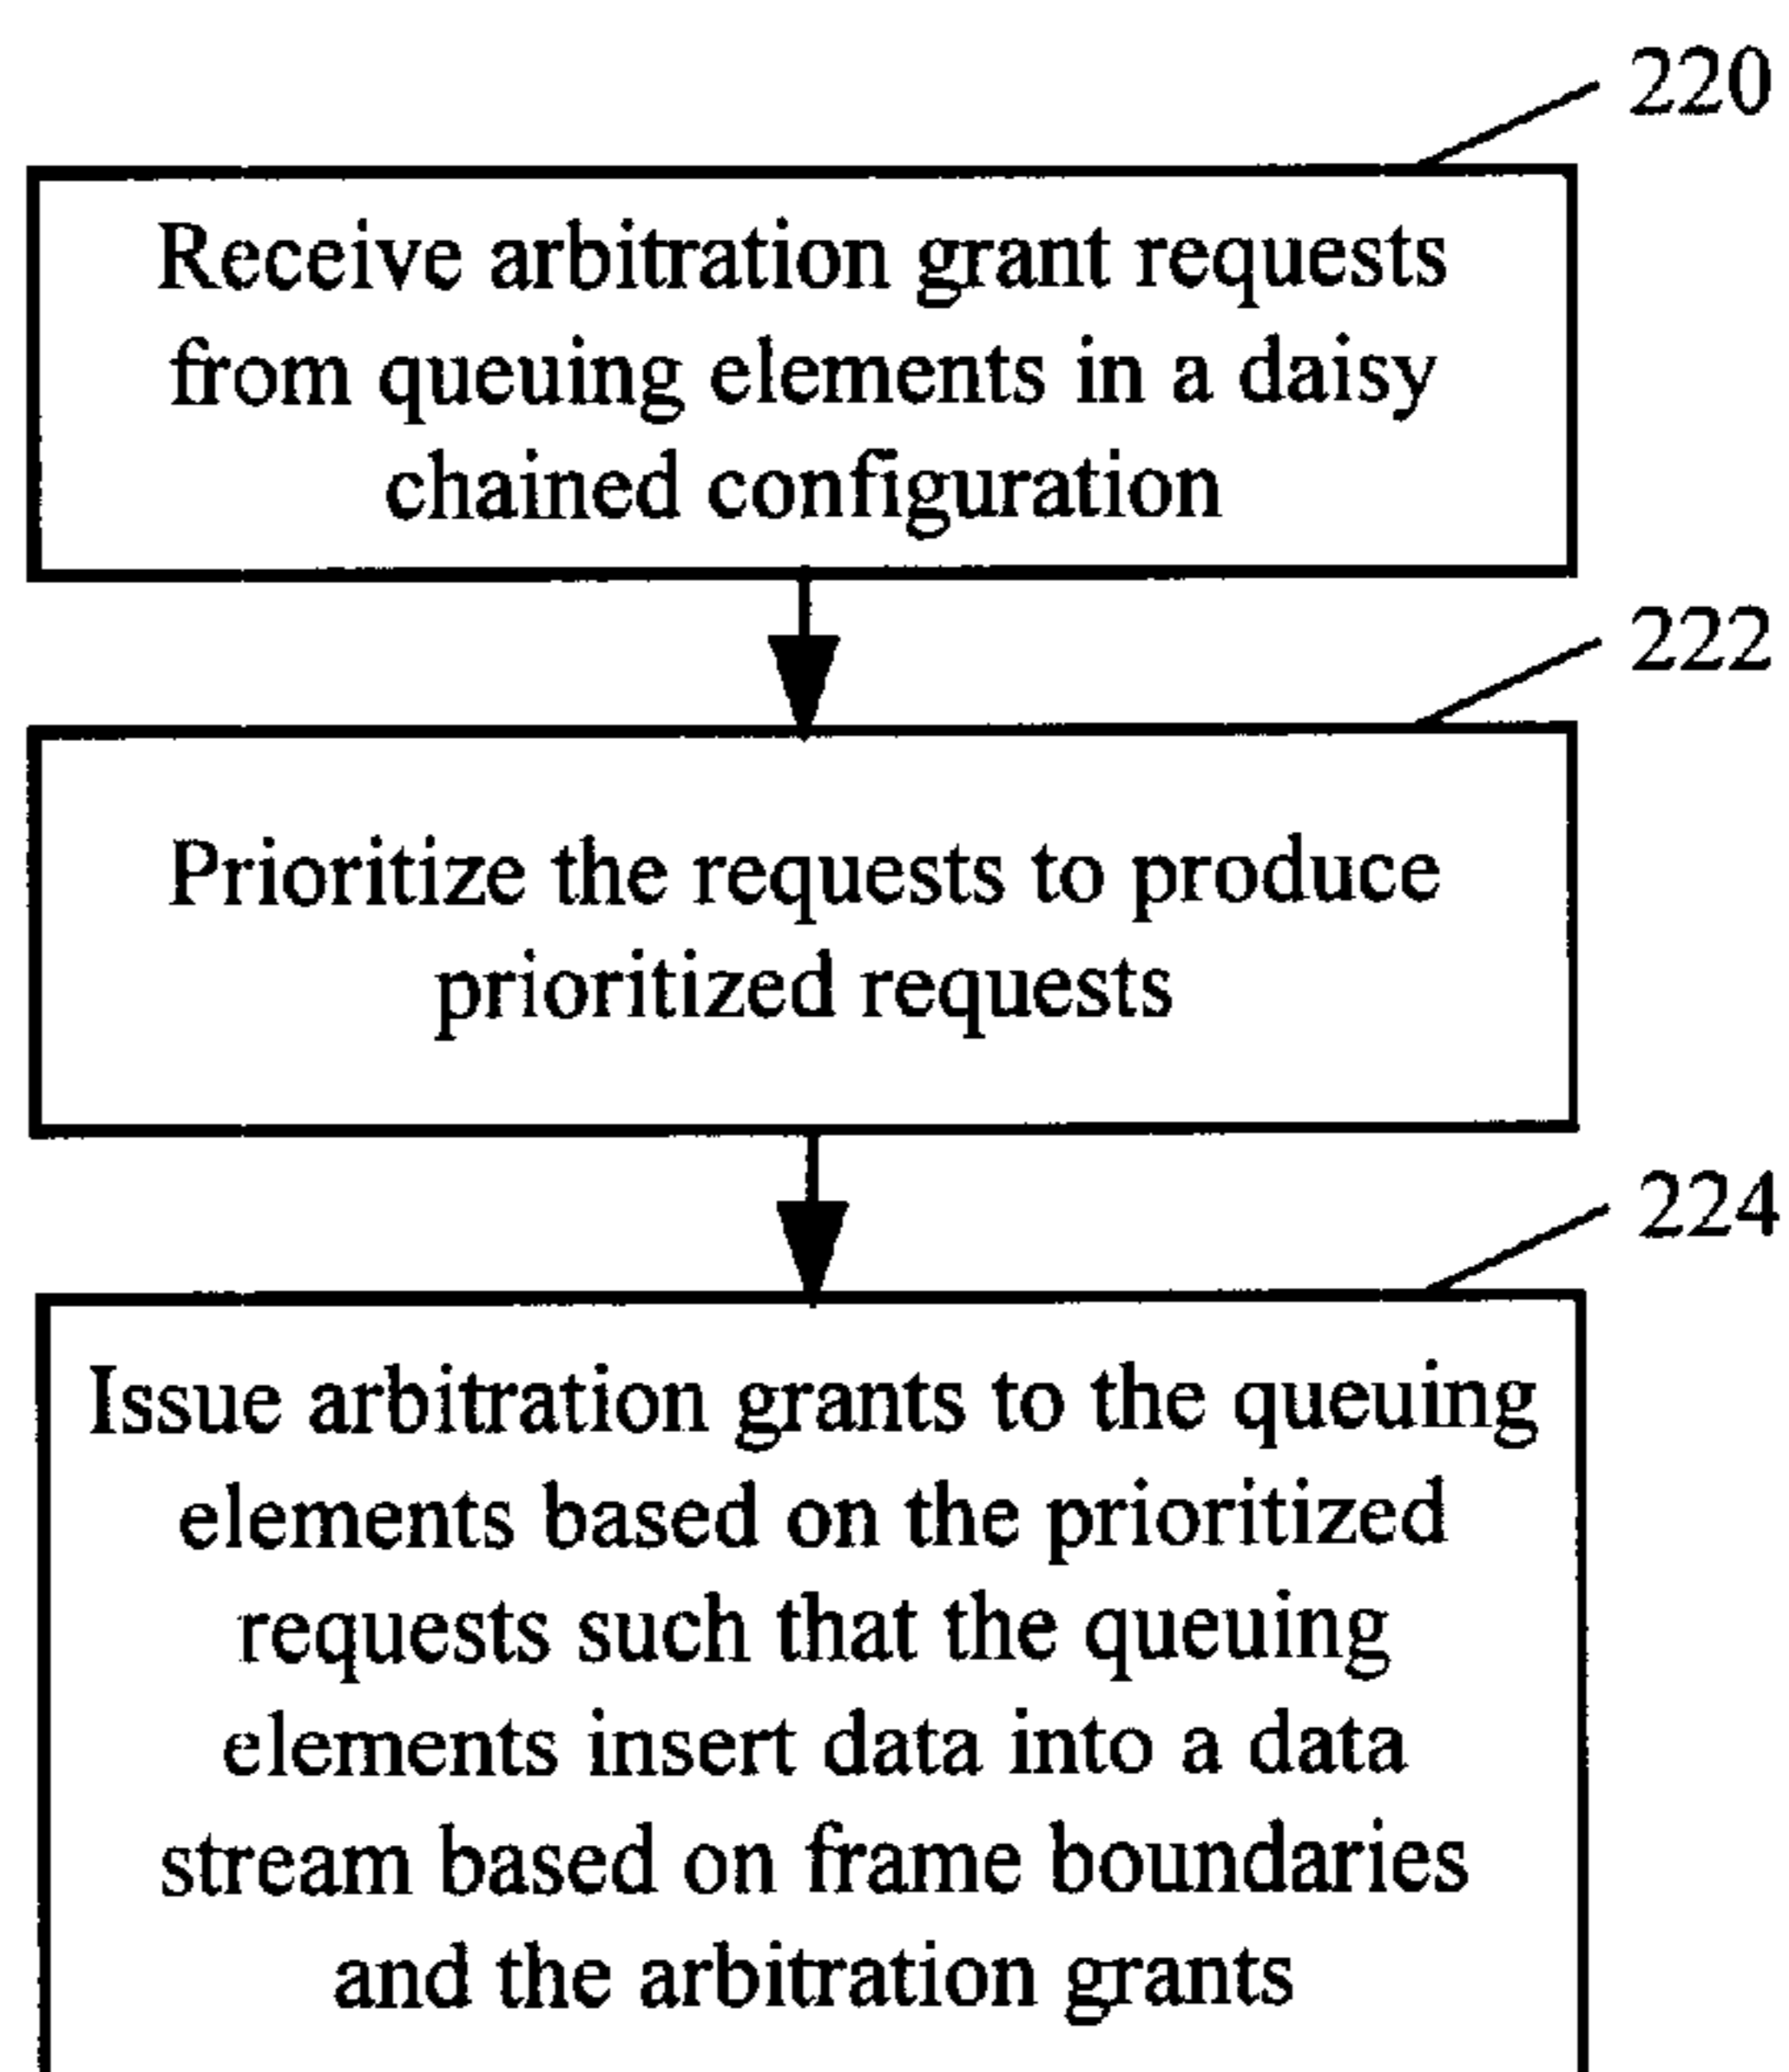 220
Receive arbitration grant requests
from queuing elements in a daisy
chained configuration
222
Prioritize the requests to produce
prioritized requests
224
Issue arbitration grants to the queuing
elements based on the prioritized
requests such that the queuing
elements insert data into a data
stream based on frame boundaries
and the arbitration grants